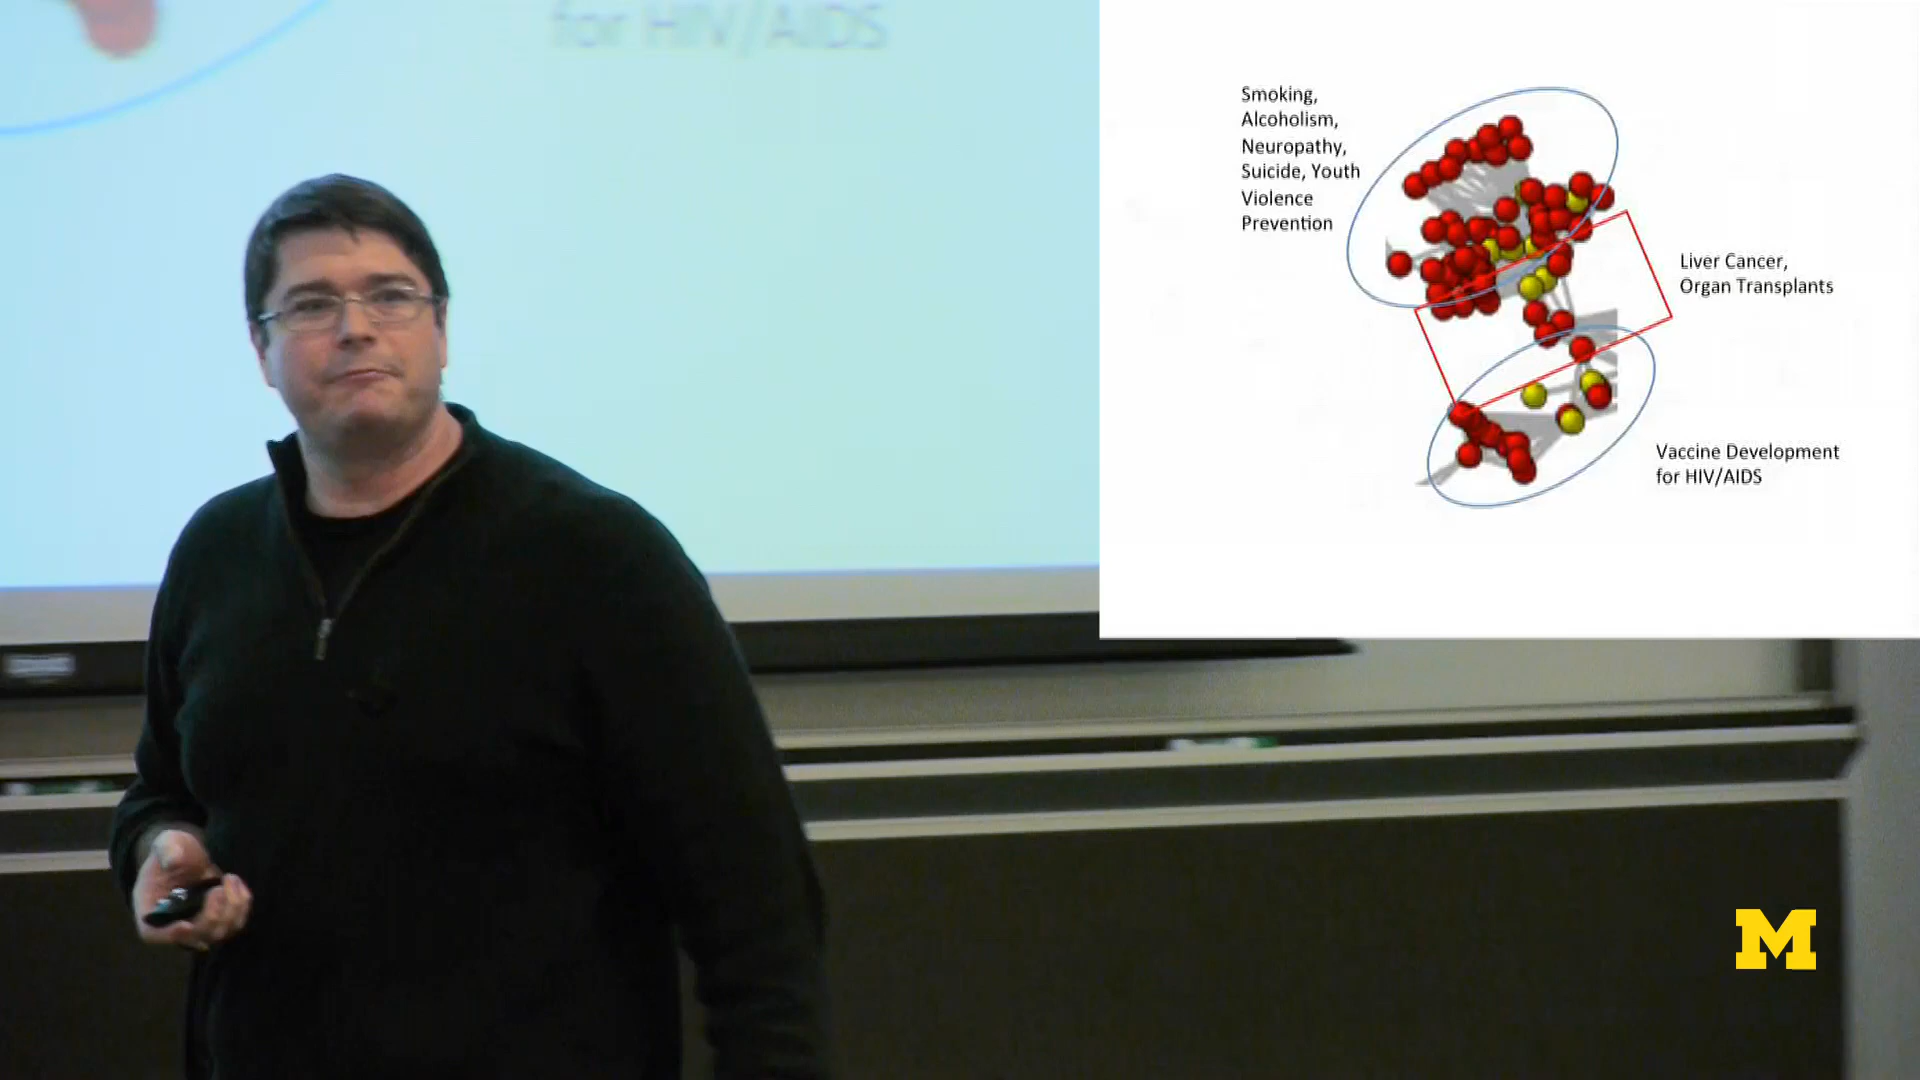 for HIV/AIDS
Smoking,
Alcoholism,
Neuropathy,
Suicide, Youth
Violence
Prevention
Liver Cancer,
Organ Transplants
Vaccine Development
for HIV/AIDS
M